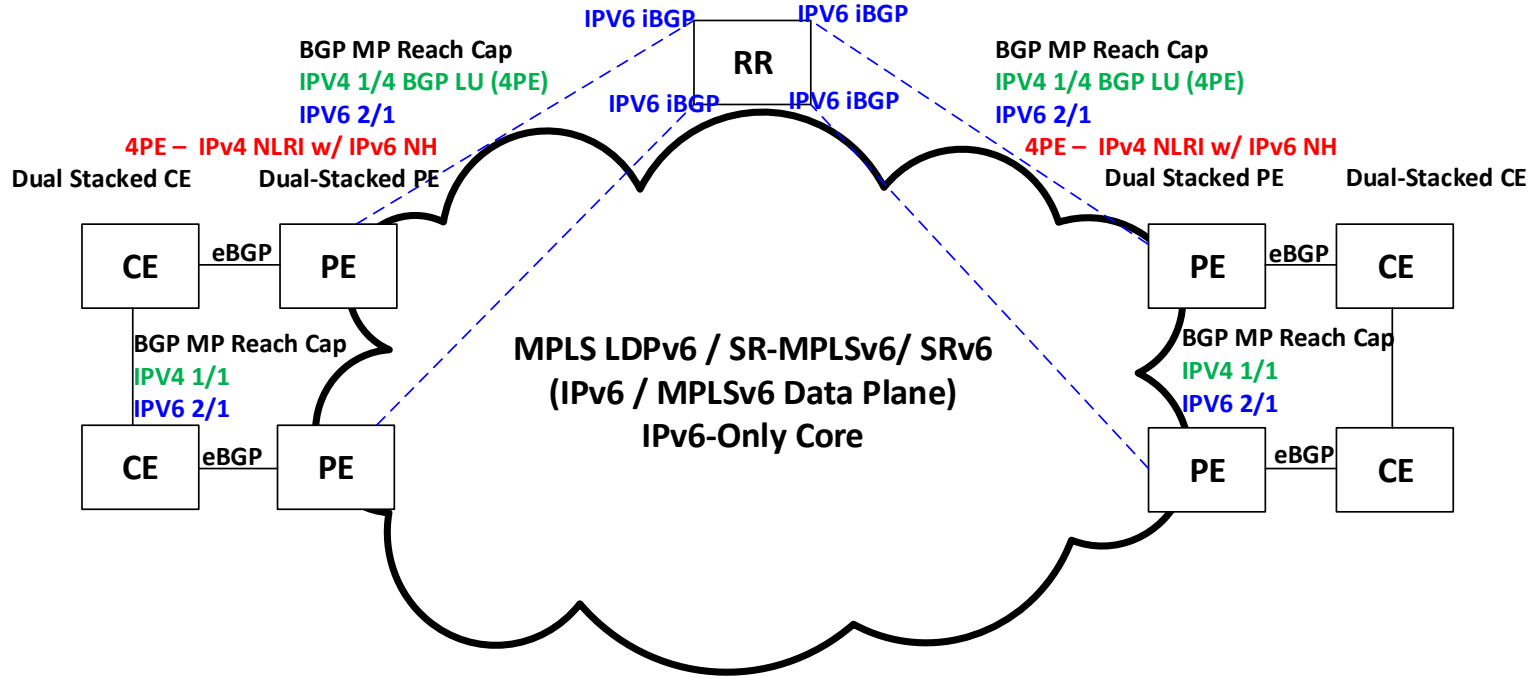 IPV6 iBGP
IPV6 iBGP
RR
IPV6 iBGP
IPV6 iBGP
BGP MP Reach Cap
IPV4 1/4 BGP LU (4PE)
IPV6 2/1
4PE – IPv4 NLRI w/ IPv6 NH
Dual Stacked CE
Dual-Stacked PE
BGP MP Reach Cap
IPV4 1/4 BGP LU (4PE)
IPV6 2/1
4PE – IPv4 NLRI w/ IPv6 NH
Dual Stacked PE
Dual-Stacked CE
CE
eBGP
PE
PE
eBGP
CE
BGP MP Reach Cap
IPV4 1/1
IPV6 2/1
MPLS LDPv6 / SR-MPLSv6/ SRv6
(IPv6 / MPLSv6 Data Plane)
IPv6-Only Core
BGP MP Reach Cap
IPV4 1/1
IPV6 2/1
CE
eBGP
PE
PE
eBGP
CE